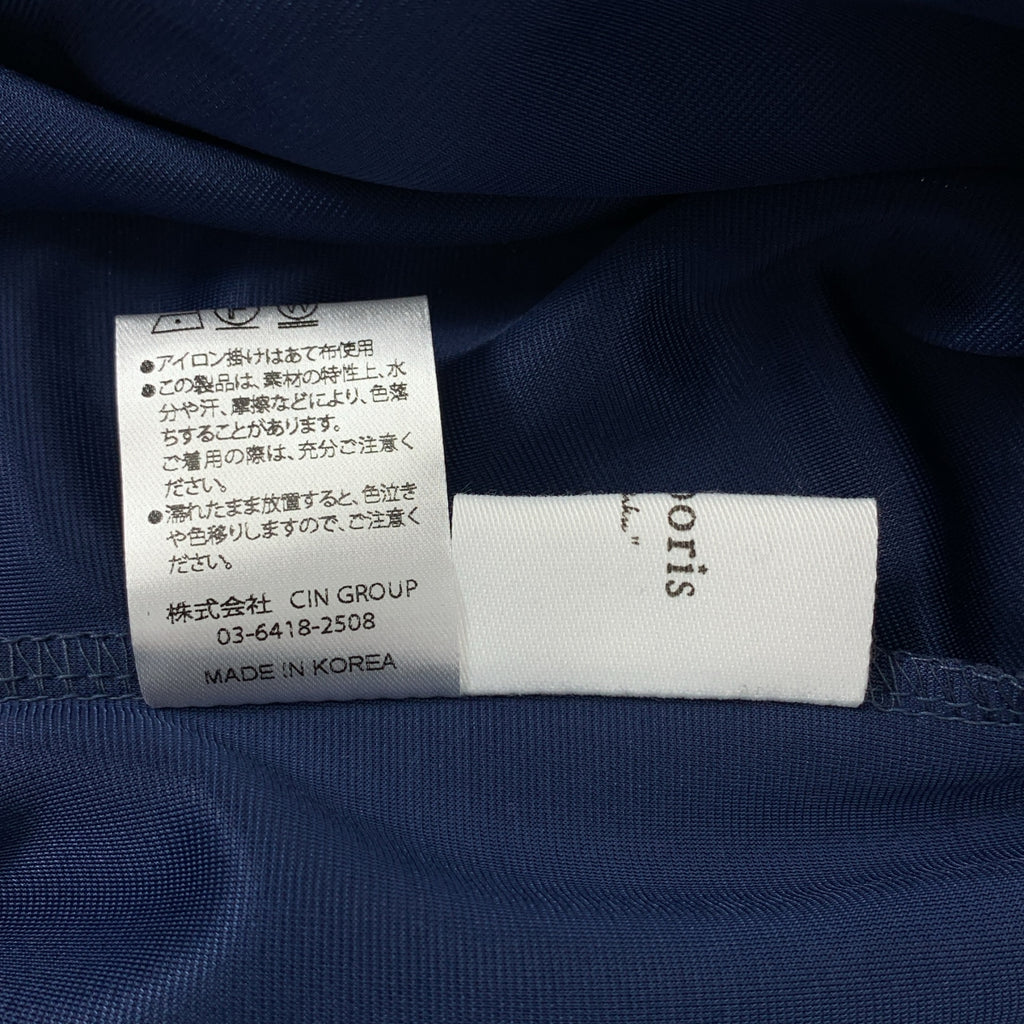 ●アイロン掛けはあて布使用
●この製品は、素材の特性上、水
分や汗、摩擦などにより、色落
ちすることがあります。
ご着用の際は、充分ご注意く
ださい。
●濡れたまま放置すると、色泣き
や色移りしますので、ご注意く
ださい。
株式会社 CIN GROUP
03-6418-2508
MADE IN KOREA
oris